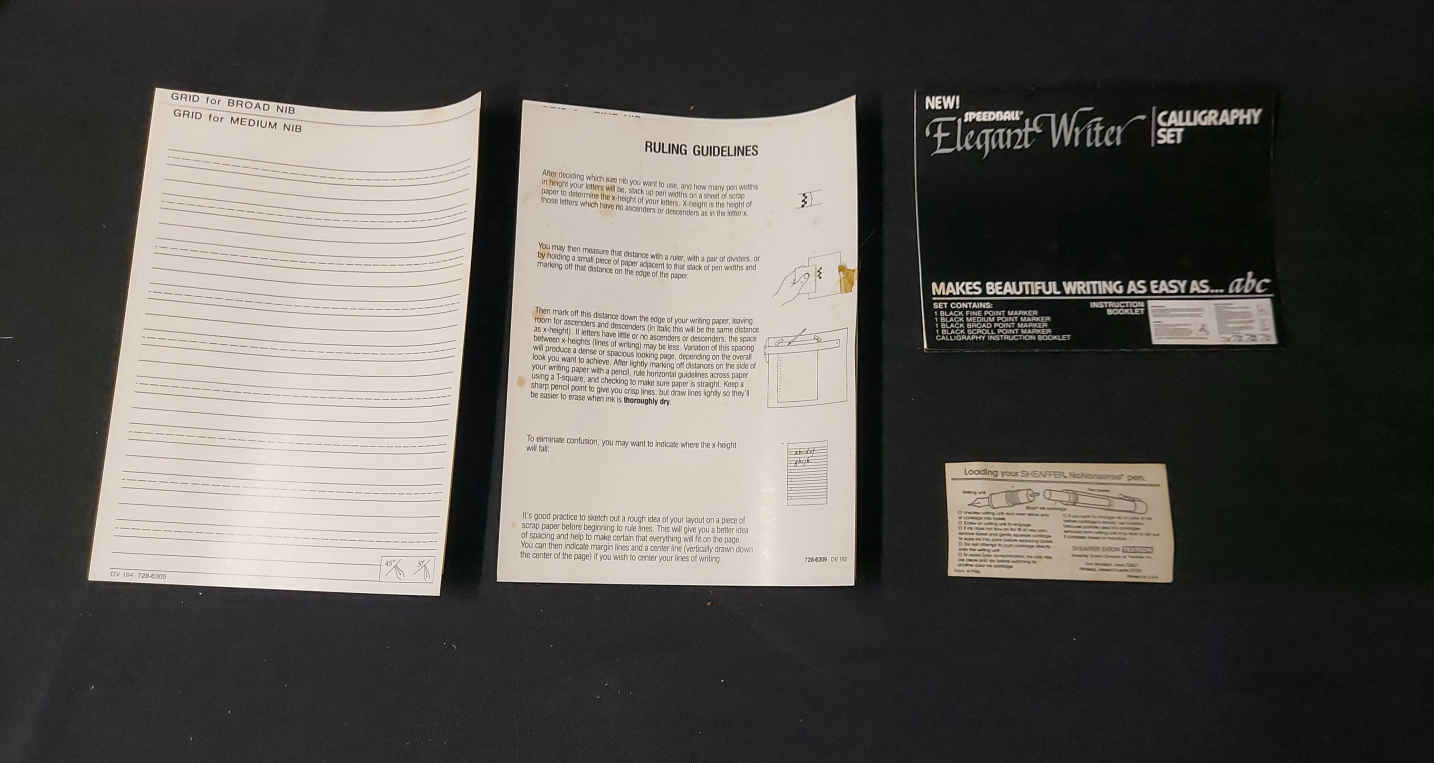 GRID for BROAD NIB
GRID for MEDIUM NIB
45°
DV 184 728-6305
RULING GUIDELINES
After deciding which size nib you want to use, and how many pen widths
in height your letters will be, stack up pen widths on a sheet of scrap
paper to determine the x-height of your letters. X-height is the height of
those letters which have no ascenders or descenders as in the letter x.
You may then measure that distance with a ruler, with a pair of dividers, or
by holding a small piece of paper adjacent to that stack of pen widths and
marking off that distance on the edge of the paper.
Then mark off this distance down the edge of your writing paper, leaving
room for ascenders and descenders (in Italic this will be the same distance
as x-height). If letters have little or no ascenders or descenders, the space
between x-heights (lines of writing) may be less. Variation of this spacing
will produce a dense or spacious looking page, depending on the overall
look you want to achieve. After lightly marking off distances on the side of
your writing paper with a pencil, rule horizontal guidelines across paper
using a T-square, and checking to make sure paper is straight. Keep a
sharp pencil point to give you crisp lines, but draw lines lightly so they'll
be easier to erase when ink is thoroughly dry.
To eliminate confusion, you may want to indicate where the x-height
will fall:
It's good practice to sketch out a rough idea of your layout on a piece of
scrap paper before beginning to rule lines. This will give you a better idea
of spacing and help to make certain that everything will fit on the page.
You can then indicate margin lines and a center line (vertically drawn down
the center of the page) if you wish to center your lines of writing.
728-6309 DV 192
NEW!
SPEEDBALL®
Elegant Writer
CALLIGRAPHY
SET
MAKES BEAUTIFUL WRITING AS EASY AS... abc
SET CONTAINS:
1 BLACK FINE POINT MARKER
1 BLACK MEDIUM POINT MARKER
1 BLACK BROAD POINT MARKER
1 BLACK SCROLL POINT MARKER
CALLIGRAPHY INSTRUCTION BOOKLET
INSTRUCTION
BOOKLET
Loading your SHEAFFER NoNonsense® pen.
SHEAFFER EATON